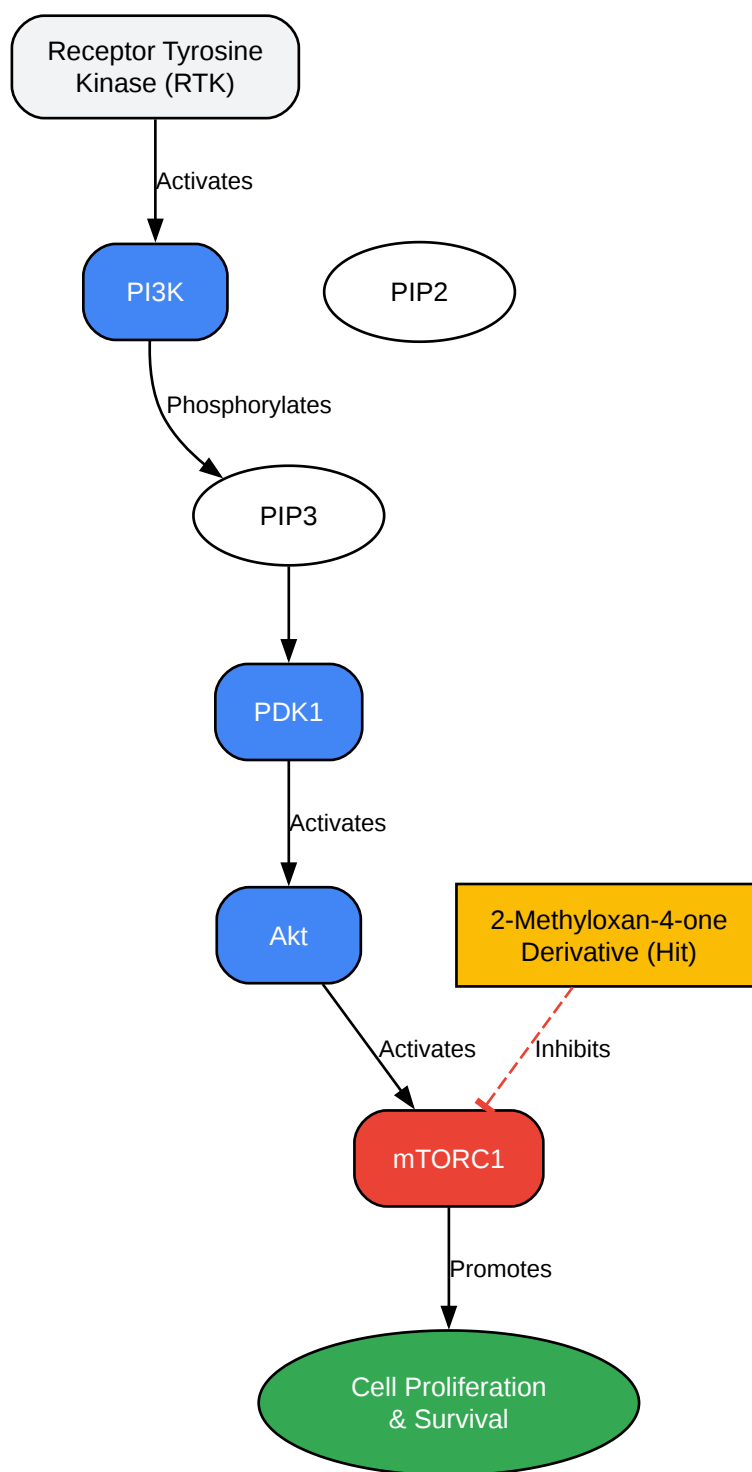 Receptor Tyrosine
Kinase (RTK)
Activates
PI3K
PIP2
Phosphorylates
PIP3
PDK1
Activates
Akt
2-Methyloxan-4-one
Derivative (Hit)
Activates
Inhibits
mTORC1
Promotes
Cell Proliferation
& Survival